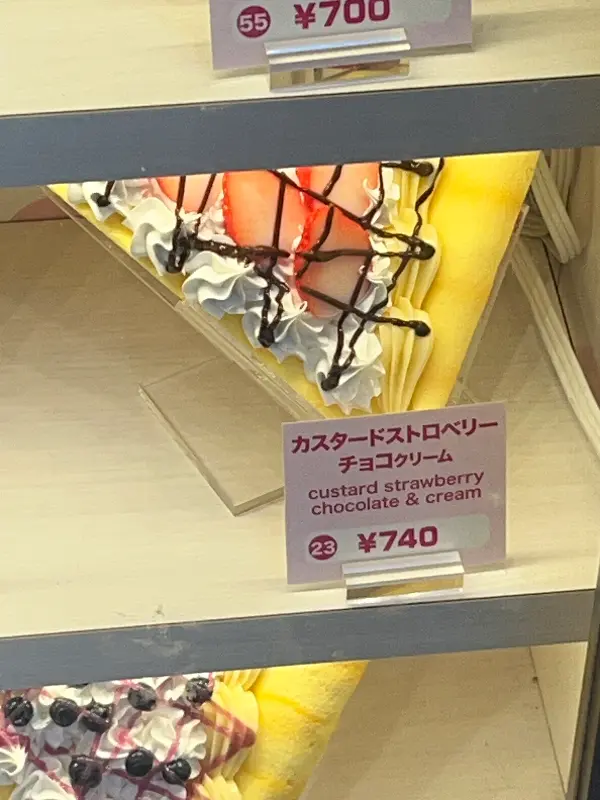 55 ¥700
カスタードストロベリー
チョコクリーム
custard strawberry
chocolate & cream
23 ¥740